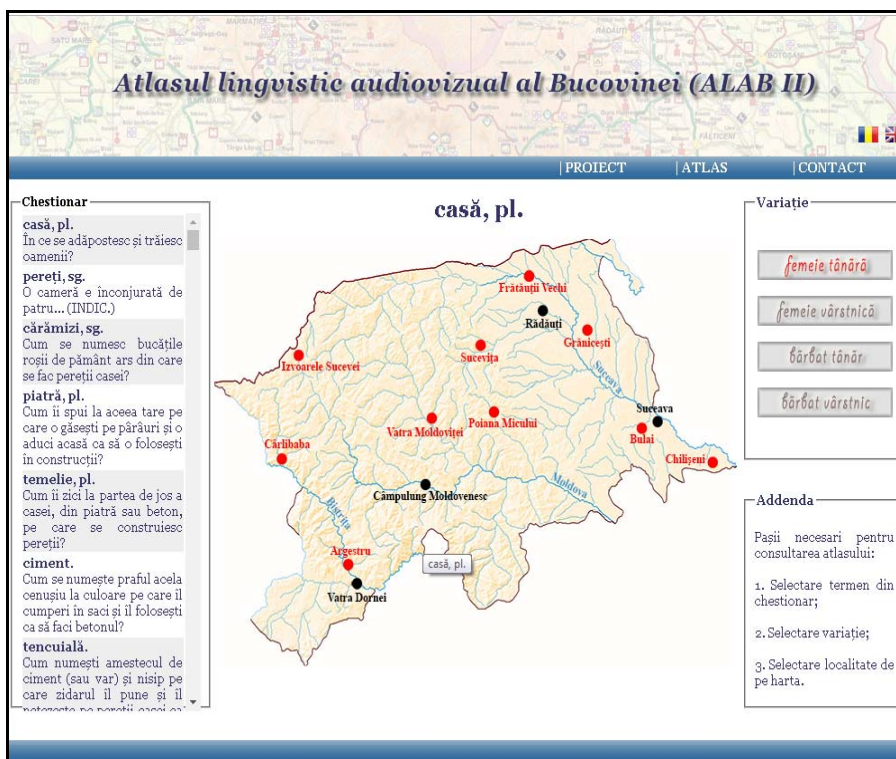 Atlasul lingvistic audiovizual al Bucovinei (ALAB II)
|PROIECT |ATLAS |CONTACT
Chestionar
casă, pl.
În ce se adăpostesc și trăiesc
oamenii?
pereți, sg.
O cameră e înconjurată de
patru... (INDIC.)
cărămizi, sg.
Cum se numesc bucățile
roșii de pământ ars din care
se fac pereții casei?
piatră, pl.
Cum îi spui la aceea tare pe
care o găsești pe pârâuri și o
aduci acasă ca să o folosești
în construcții?
temelie, pl.
Cum îi zici la partea de jos a
casei, din piatră sau beton,
pe care se construiesc
pereții?
ciment.
Cum se numește praful acela
cenușiu la culoare pe care îl
cumperi în saci și îl folosești
ca să faci betonul?
tencuială.
Cum numești amestecul de
ciment (sau var) și nisip pe
care zidarul îl pune și îl
netezește pe pereții casei ca
casă, pl.
Frătăuții Vechi
Rădăuți
Grănicești
Sucevița
Izvoarele Sucevei
Suceava
Suceava
Poiana Micului
Vatra Moldoviței
Bulai
Cârlibaba
Chilișeni
Moldova
Câmpulung Moldovenesc
Bistrița
Argestru
casă, pl.
Vatra Dornei
Variație
femeie tânără
femeie vârstnică
bărbat tânăr
bărbat vârstnic
Addenda
Pașii necesari pentru
consultarea atlasului:
1. Selectare termen din
chestionar;
2. Selectare variație;
3. Selectare localitate de
pe harta.